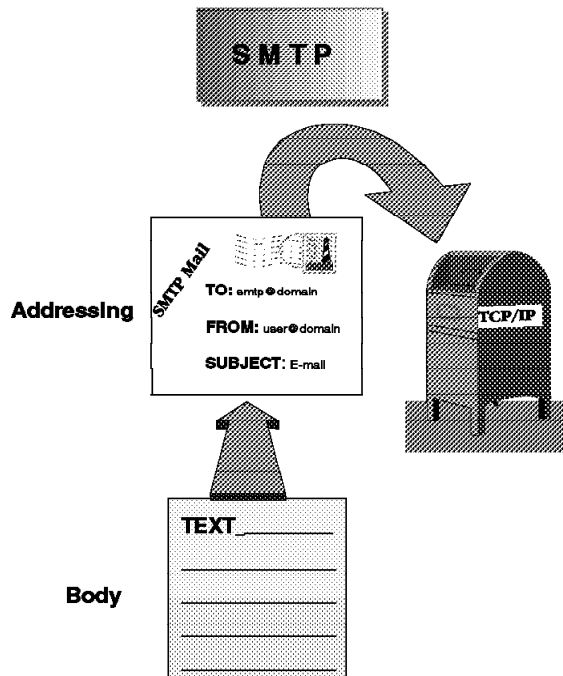 SMTP
SMTP Mail
Addressing
TO: smtp@domain
FROM: user@domain
SUBJECT: E-mail
TCP/IP
TEXT
Body